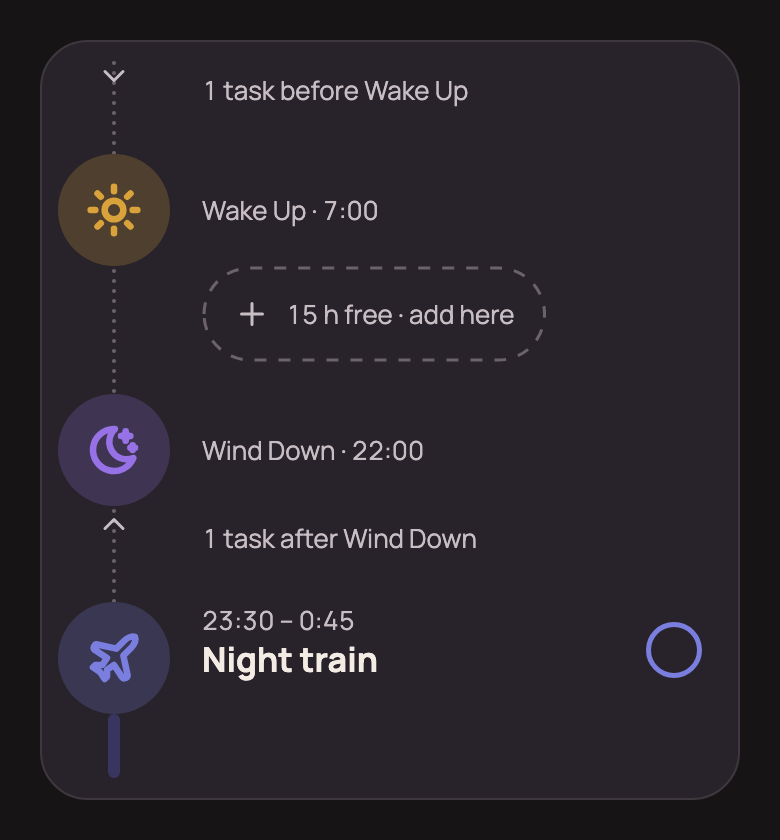 1 task before Wake Up
Wake Up · 7:00
15 h free · add here
Wind Down · 22:00
1 task after Wind Down
23:30 – 0:45
Night train